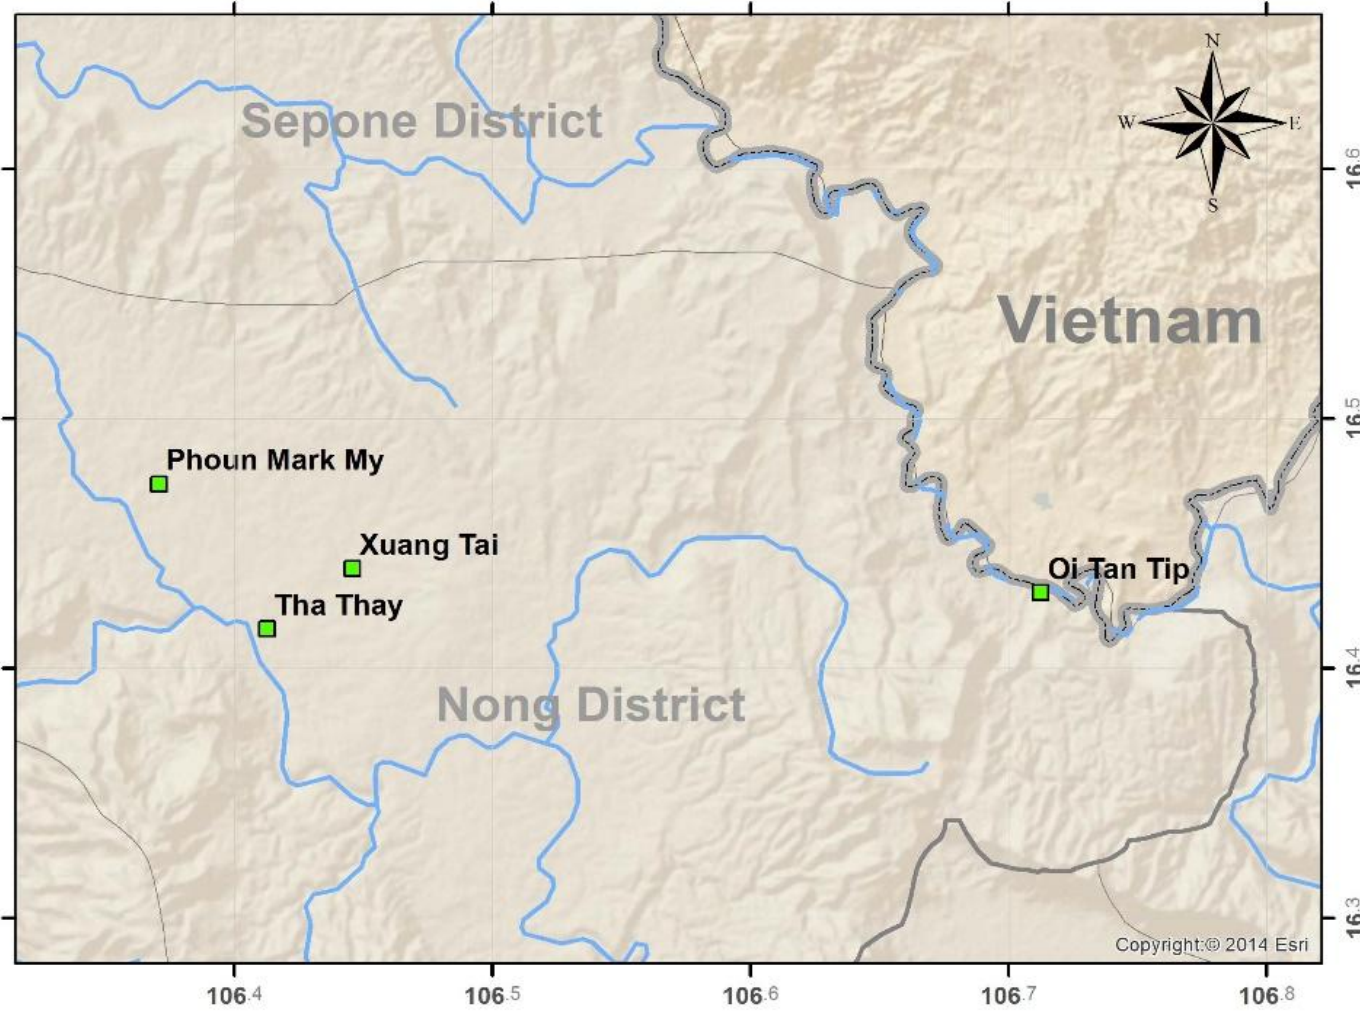 N
Sepone District
W
E
16.6
S
Vietnam
16.5
Phoun Mark My
Xuang Tai
Oi Tan Tip
Tha Thay
16.4
Nong District
16.3
Copyright:© 2014 Esri
106.4
106.5
106.6
106.7
106.8